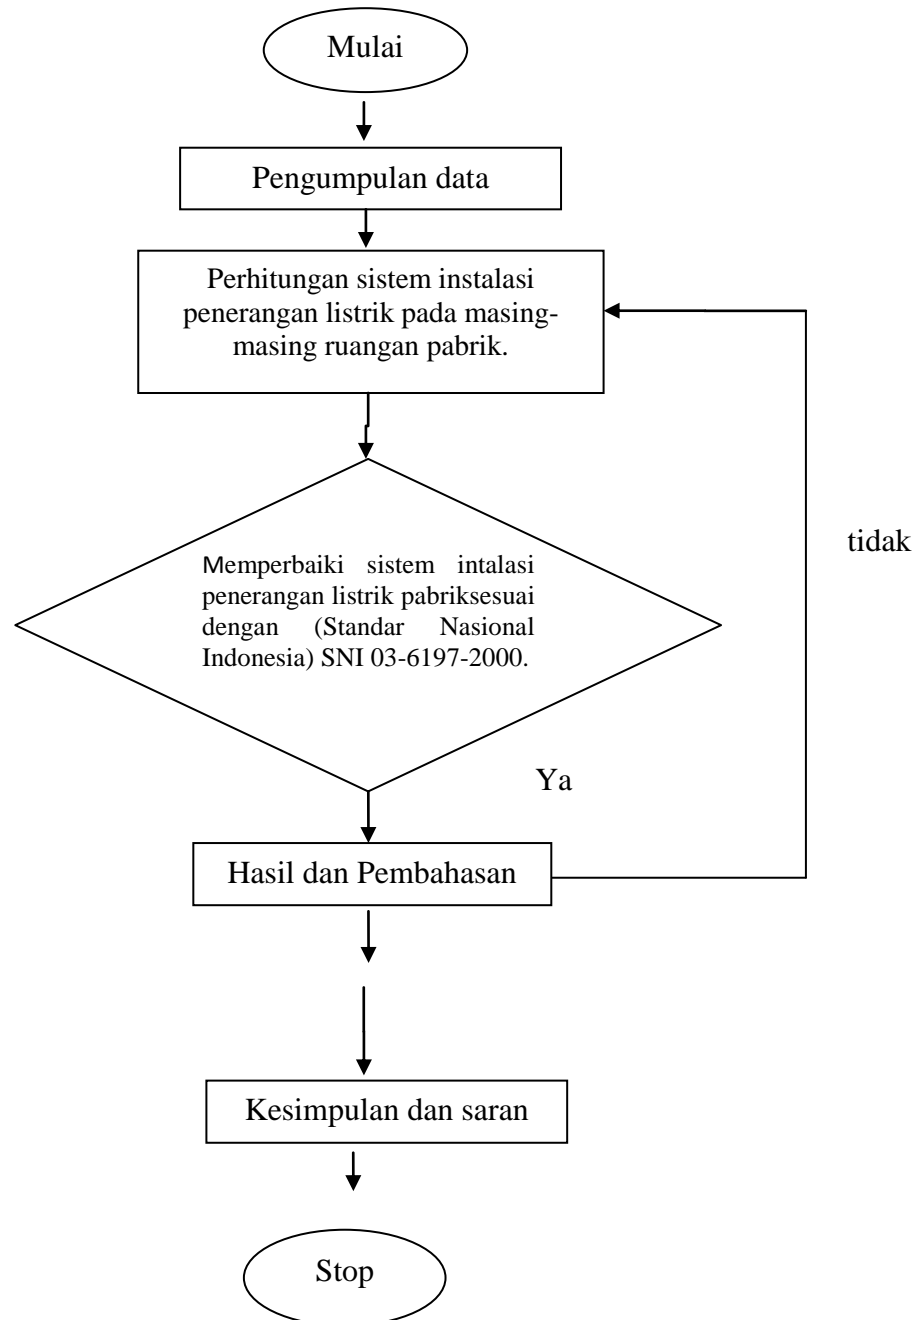 Mulai
Pengumpulan data
Perhitungan sistem instalasi
penerangan listrik pada masing-
masing ruangan pabrik.
tidak
Memperbaiki sistem intalasi
penerangan listrik pabriksesuai
dengan (Standar Nasional
Indonesia) SNI 03-6197-2000.
Ya
Hasil dan Pembahasan
Kesimpulan dan saran
Stop